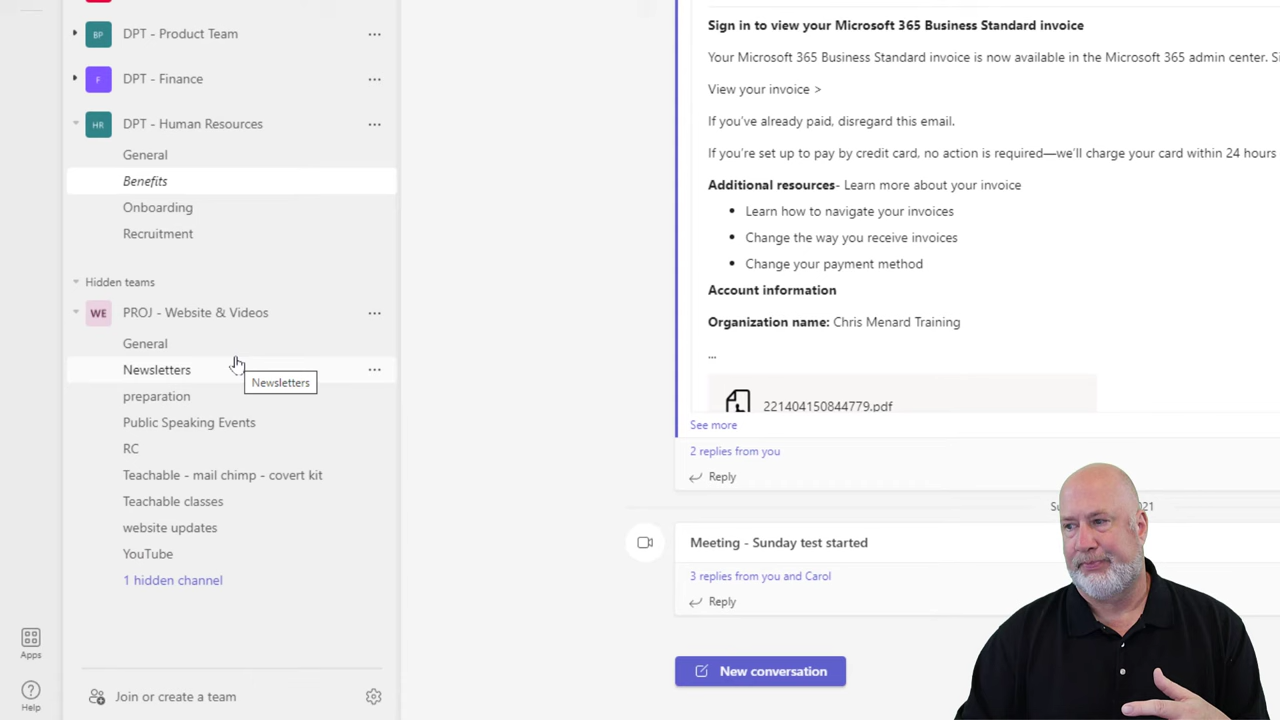 BP DPT - Product Team ...
F DPT - Finance ...
HR DPT - Human Resources ...
General
Benefits
Onboarding
Recruitment
Hidden teams
WE PROJ - Website & Videos ...
General
Newsletters ...
Newsletters
preparation
Public Speaking Events
RC
Teachable - mail chimp - covert kit
Teachable classes
website updates
YouTube
1 hidden channel
Apps
Help
Join or create a team
Sign in to view your Microsoft 365 Business Standard invoice
Your Microsoft 365 Business Standard invoice is now available in the Microsoft 365 admin center. Si
View your invoice >
If you've already paid, disregard this email.
If you're set up to pay by credit card, no action is required—we'll charge your card within 24 hours
Additional resources- Learn more about your invoice
• Learn how to navigate your invoices
• Change the way you receive invoices
• Change your payment method
Account information
Organization name: Chris Menard Training
...
221404150844779.pdf
See more
2 replies from you
Reply
Meeting - Sunday test started
3 replies from you and Carol
Reply
New conversation